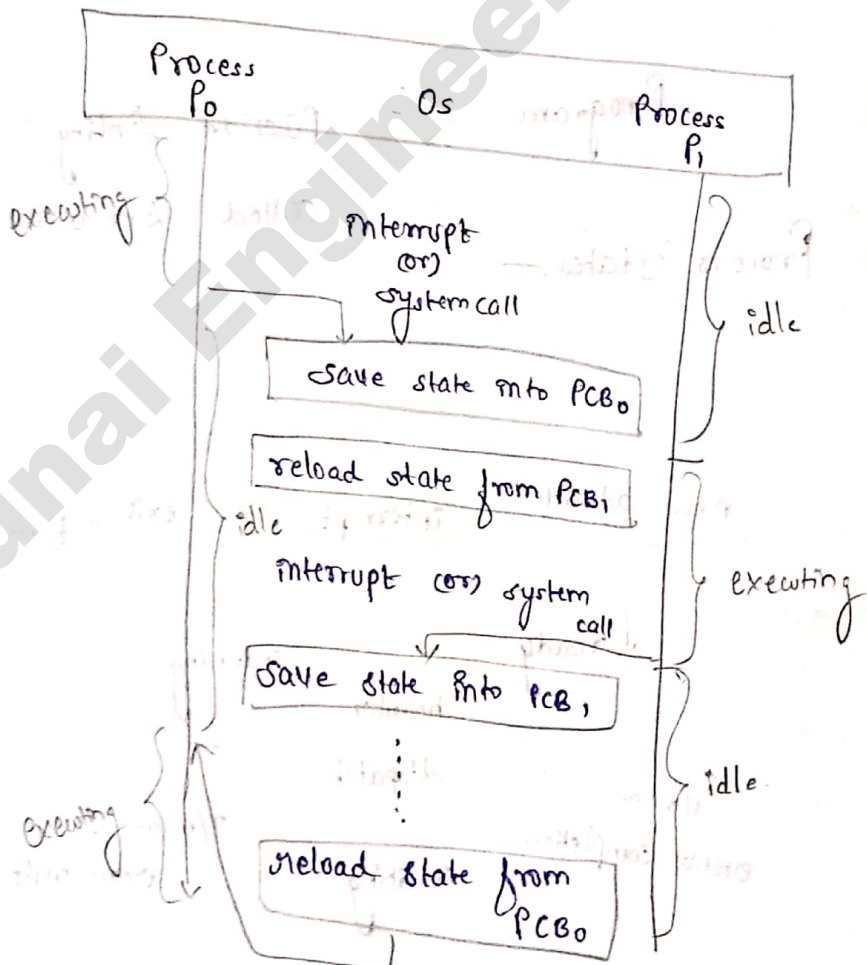 Process
P0
Os
Process
P1
executing
interrupt
(or)
system call
idle
save state into PCB0
reload state from PCB1
idle
interrupt (or) system
call
executing
save state into PCB1
idle
executing
reload state from
PCB0